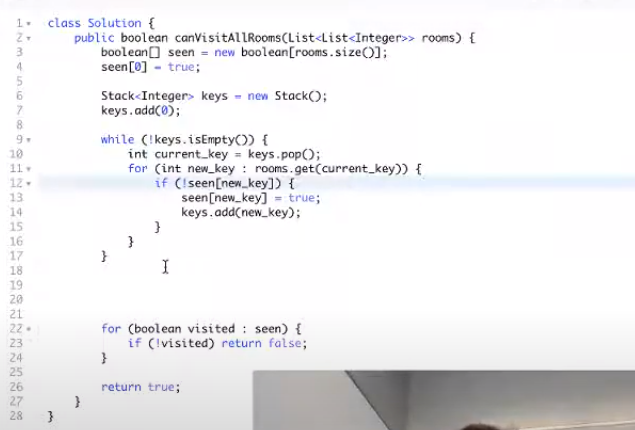 1 class Solution {
2 public boolean canVisitAllRooms(List<List<Integer>> rooms) {
3 boolean[] seen = new boolean[rooms.size()];
4 seen[0] = true;
5
6 Stack<Integer> keys = new Stack();
7 keys.add(0);
8
9 while (!keys.isEmpty()) {
10 int current_key = keys.pop();
11 for (int new_key : rooms.get(current_key)) {
12 if (!seen[new_key]) {
13 seen[new_key] = true;
14 keys.add(new_key);
15 }
16 }
17 }
18
19
20
21
22 for (boolean visited : seen) {
23 if (!visited) return false;
24 }
25
26 return true;
27 }
28 }